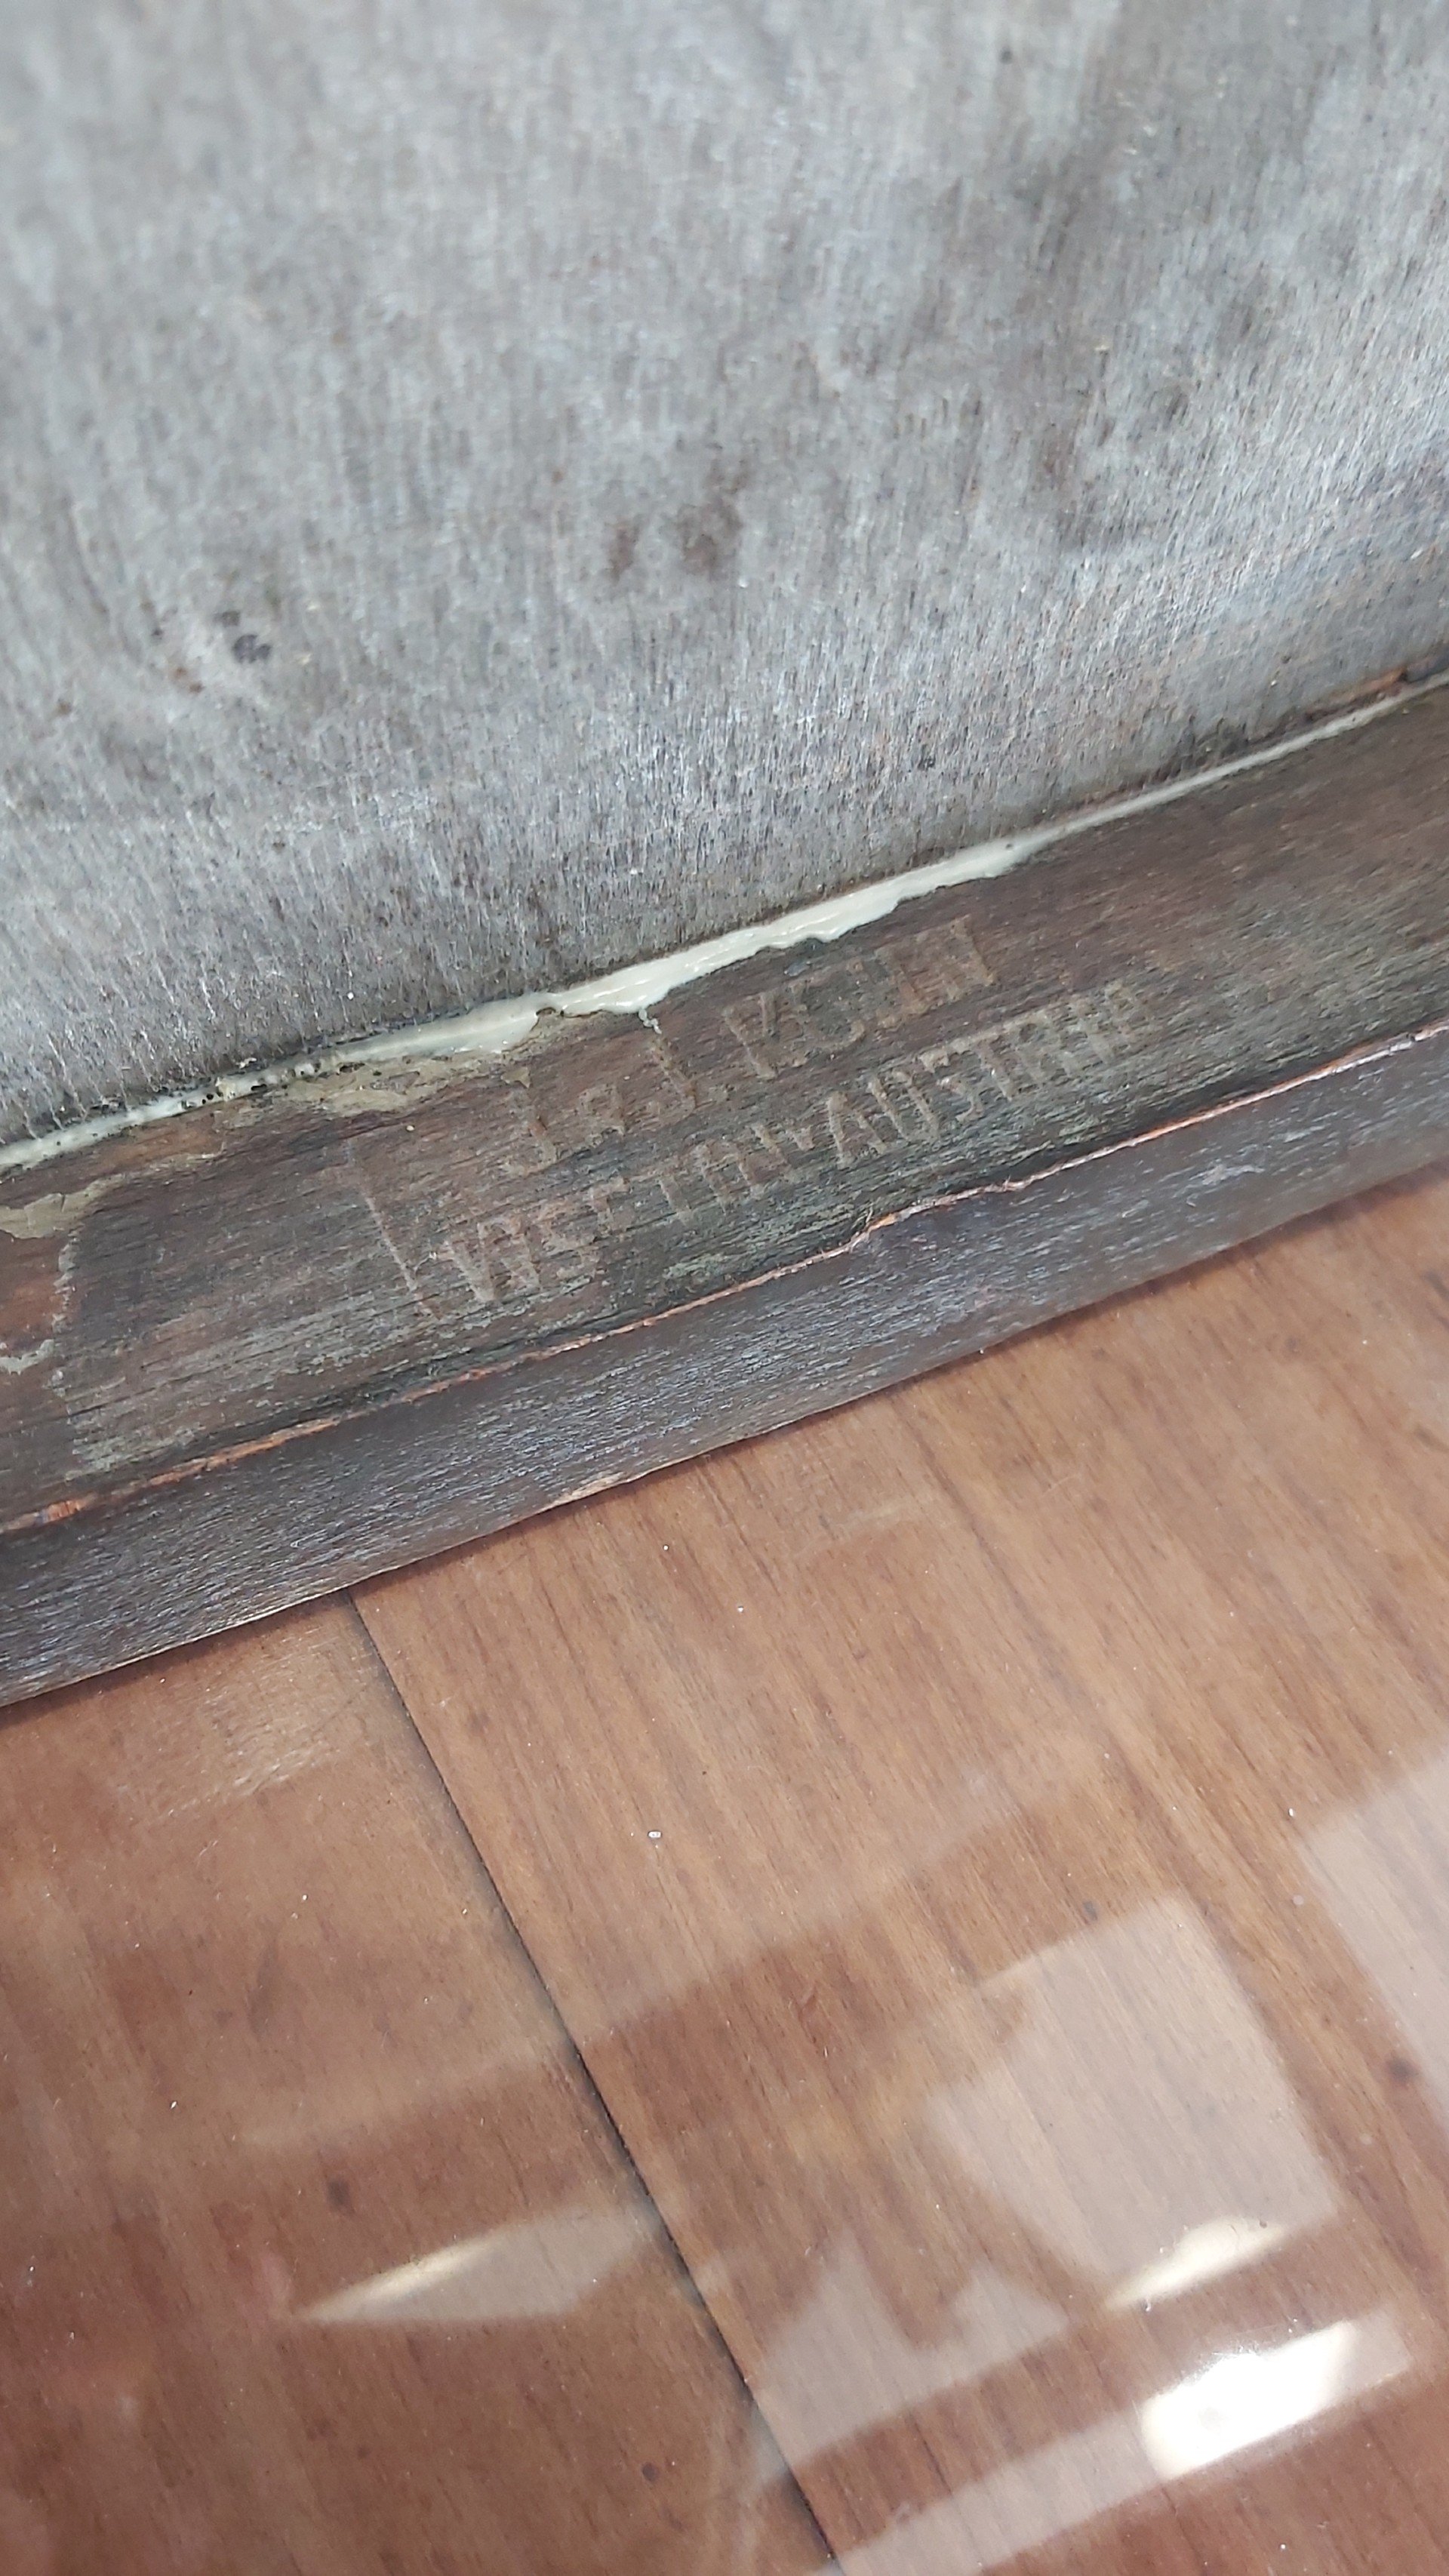 J. & J. KOHN
WSETIN-AUSTRIA